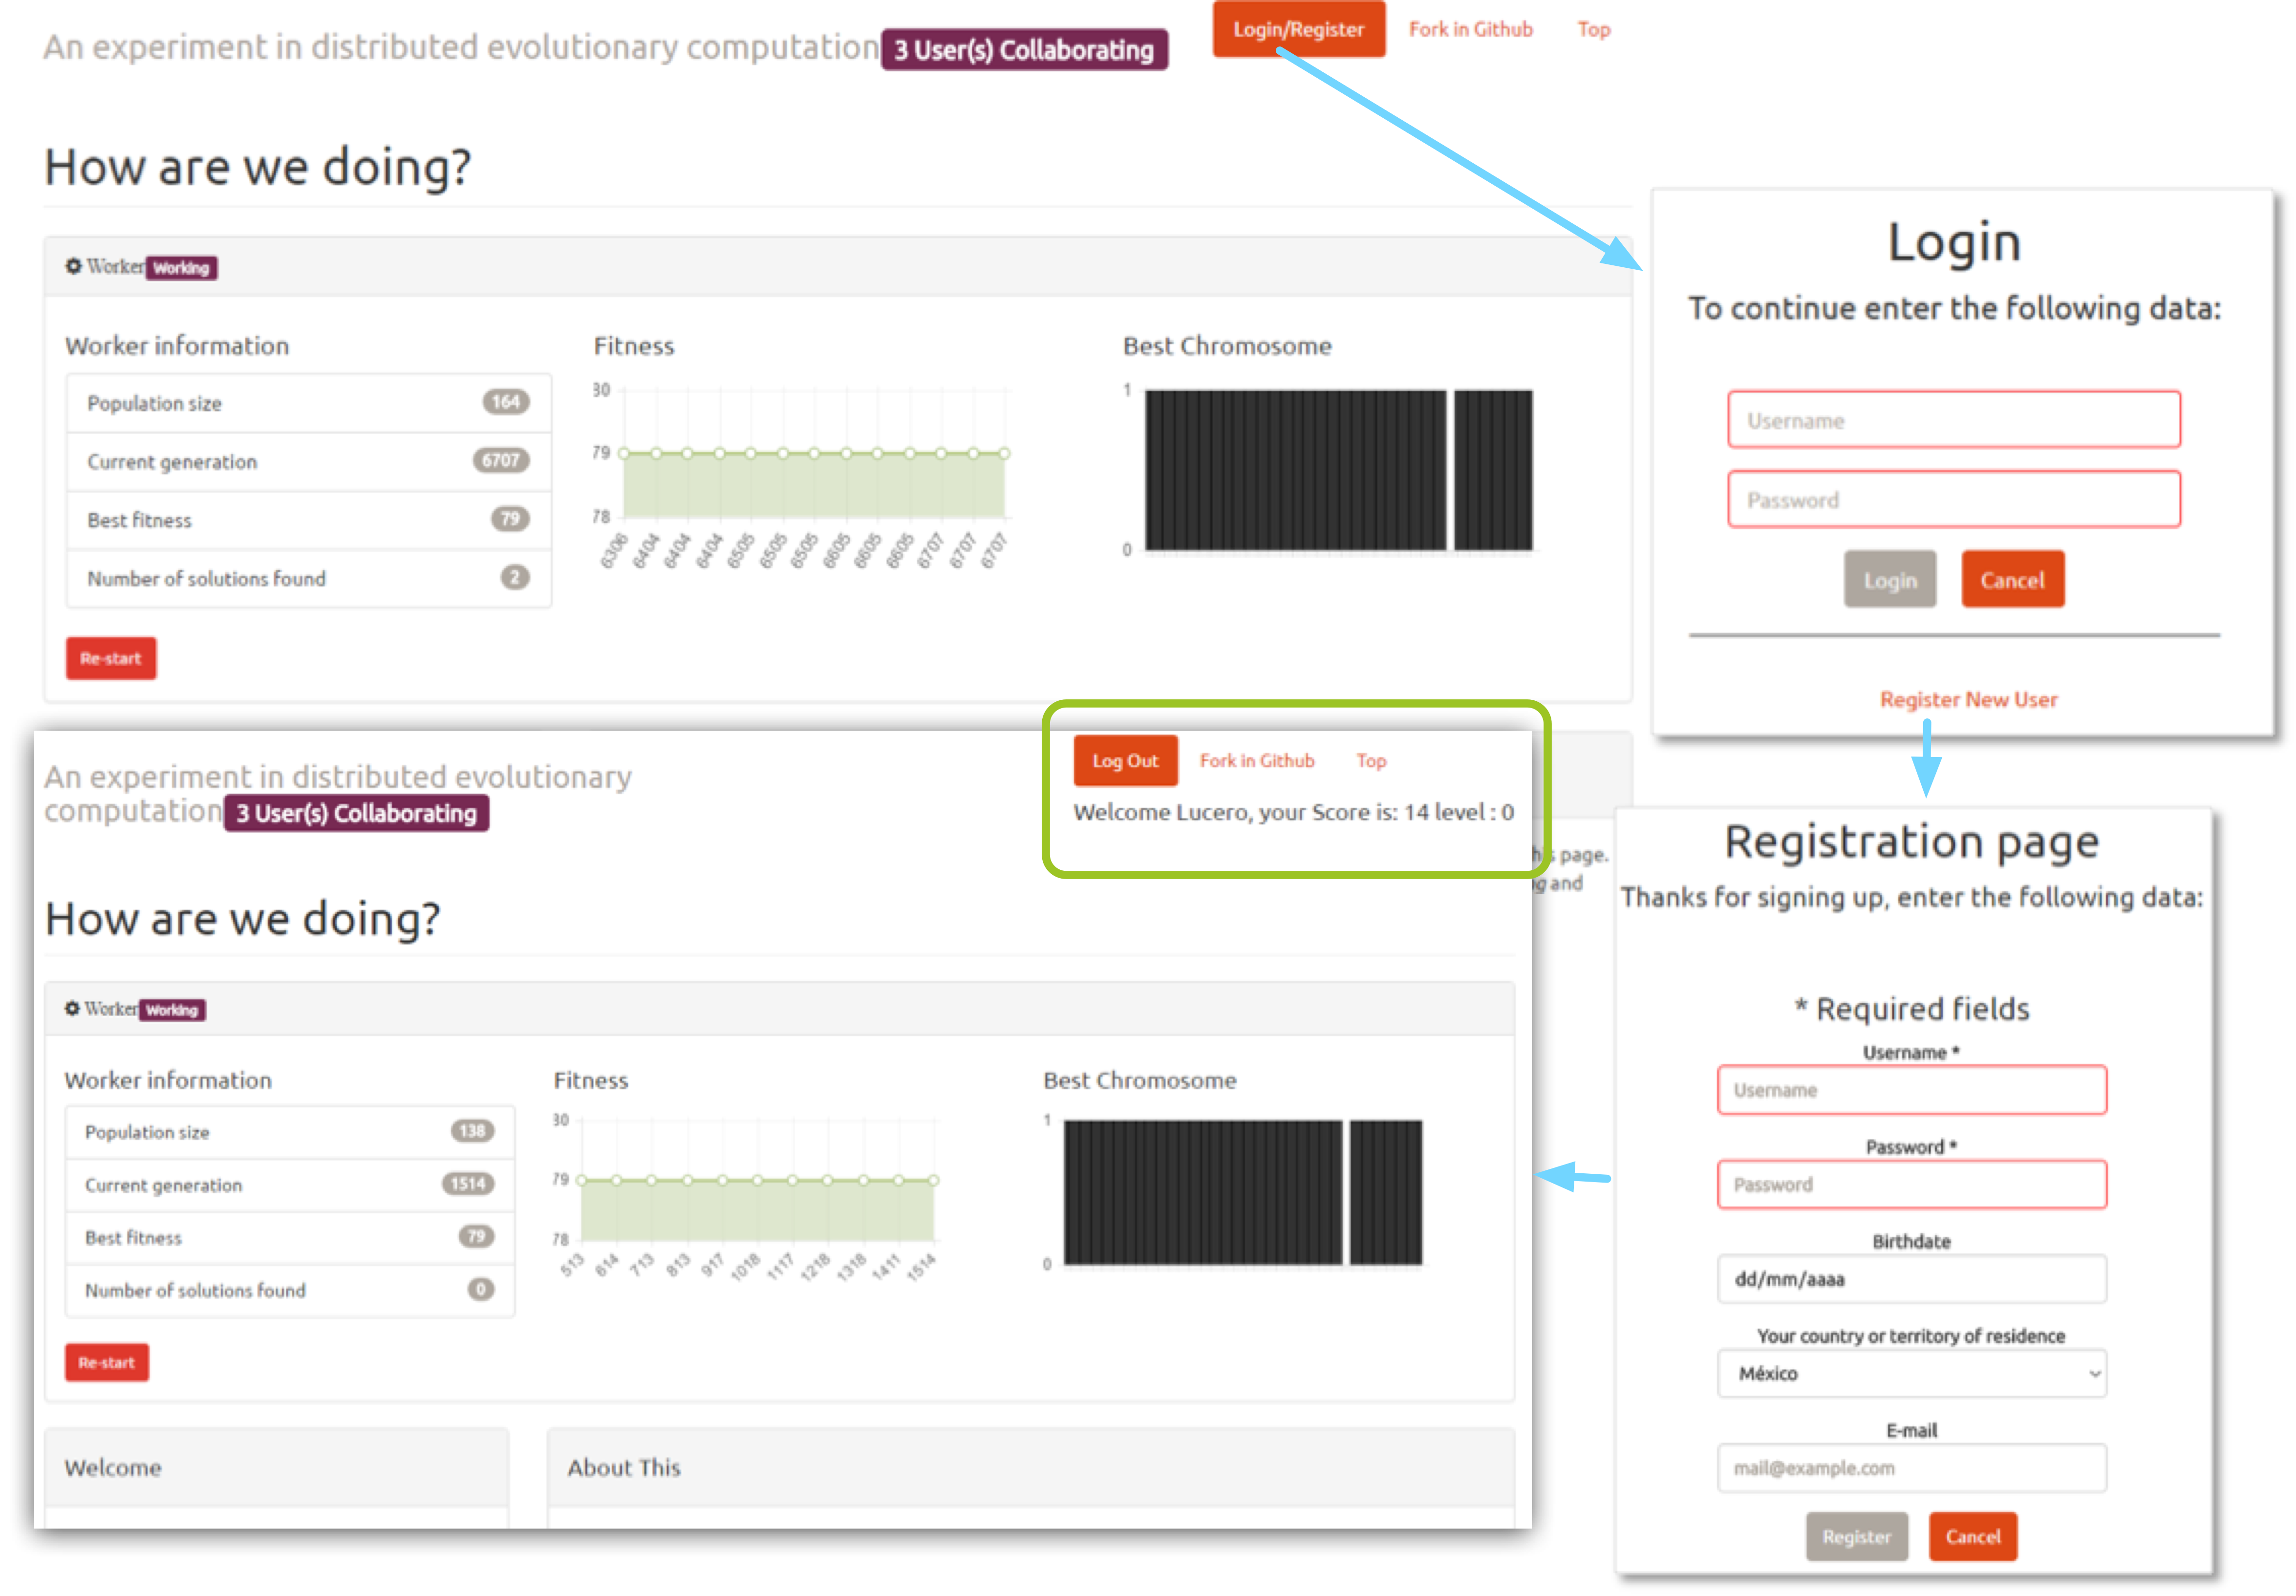 An experiment in distributed evolutionary computation 3 User(s) Collaborating
Login/Register Fork in Github Top
How are we doing?
Worker Working
Worker information
Population size 164
Current generation 6707
Best fitness 79
Number of solutions found 2
Re-start
Fitness
80
79
78
6306 6404 6404 6404 6505 6505 6505 6605 6605 6605 6707 6707 6707
Best Chromosome
1
0
Login
To continue enter the following data:
Username
Password
Login Cancel
Register New User
page.
and
An experiment in distributed evolutionary
computation 3 User(s) Collaborating
Log Out Fork in Github Top
Welcome Lucero, your Score is: 14 level : 0
How are we doing?
Worker Working
Worker information
Population size 138
Current generation 1514
Best fitness 79
Number of solutions found 0
Re-start
Fitness
80
79
78
513 614 713 813 917 1018 1117 1218 1318 1411 1514
Best Chromosome
1
0
Welcome
About This
Registration page
Thanks for signing up, enter the following data:
* Required fields
Username *
Username
Password *
Password
Birthdate
dd/mm/aaaa
Your country or territory of residence
México
E-mail
mail@example.com
Register Cancel